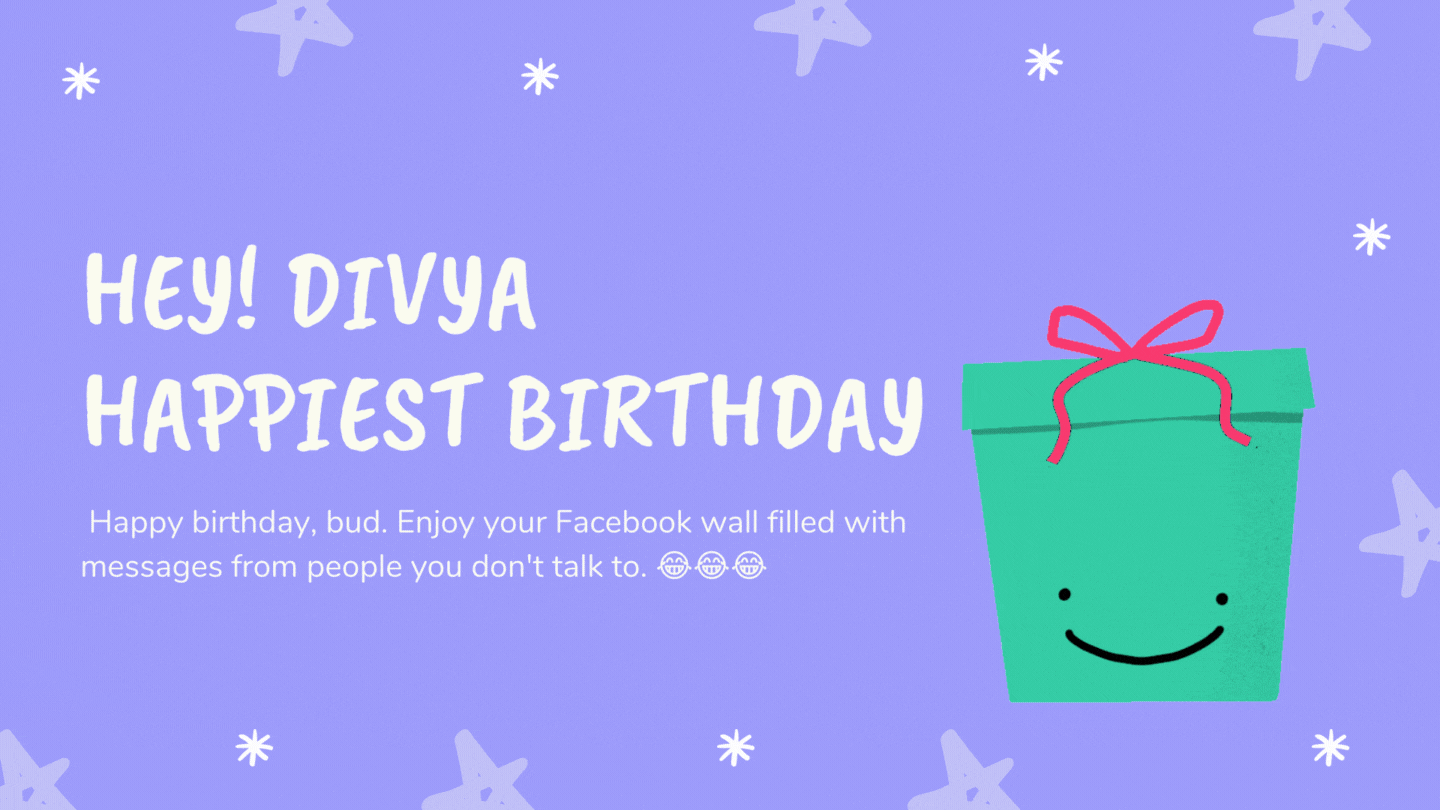 HEY! DIVYA
HAPPIEST BIRTHDAY
Happy birthday, bud. Enjoy your Facebook wall filled with
messages from people you don't talk to. 😂😂😂